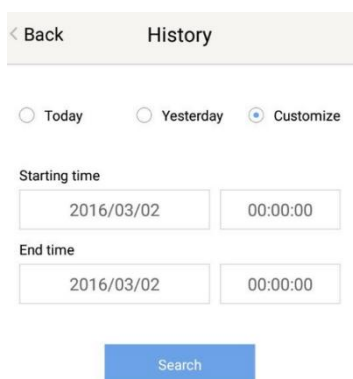 < Back History
Today Yesterday Customize
Starting time
2016/03/02 00:00:00
End time
2016/03/02 00:00:00
Search